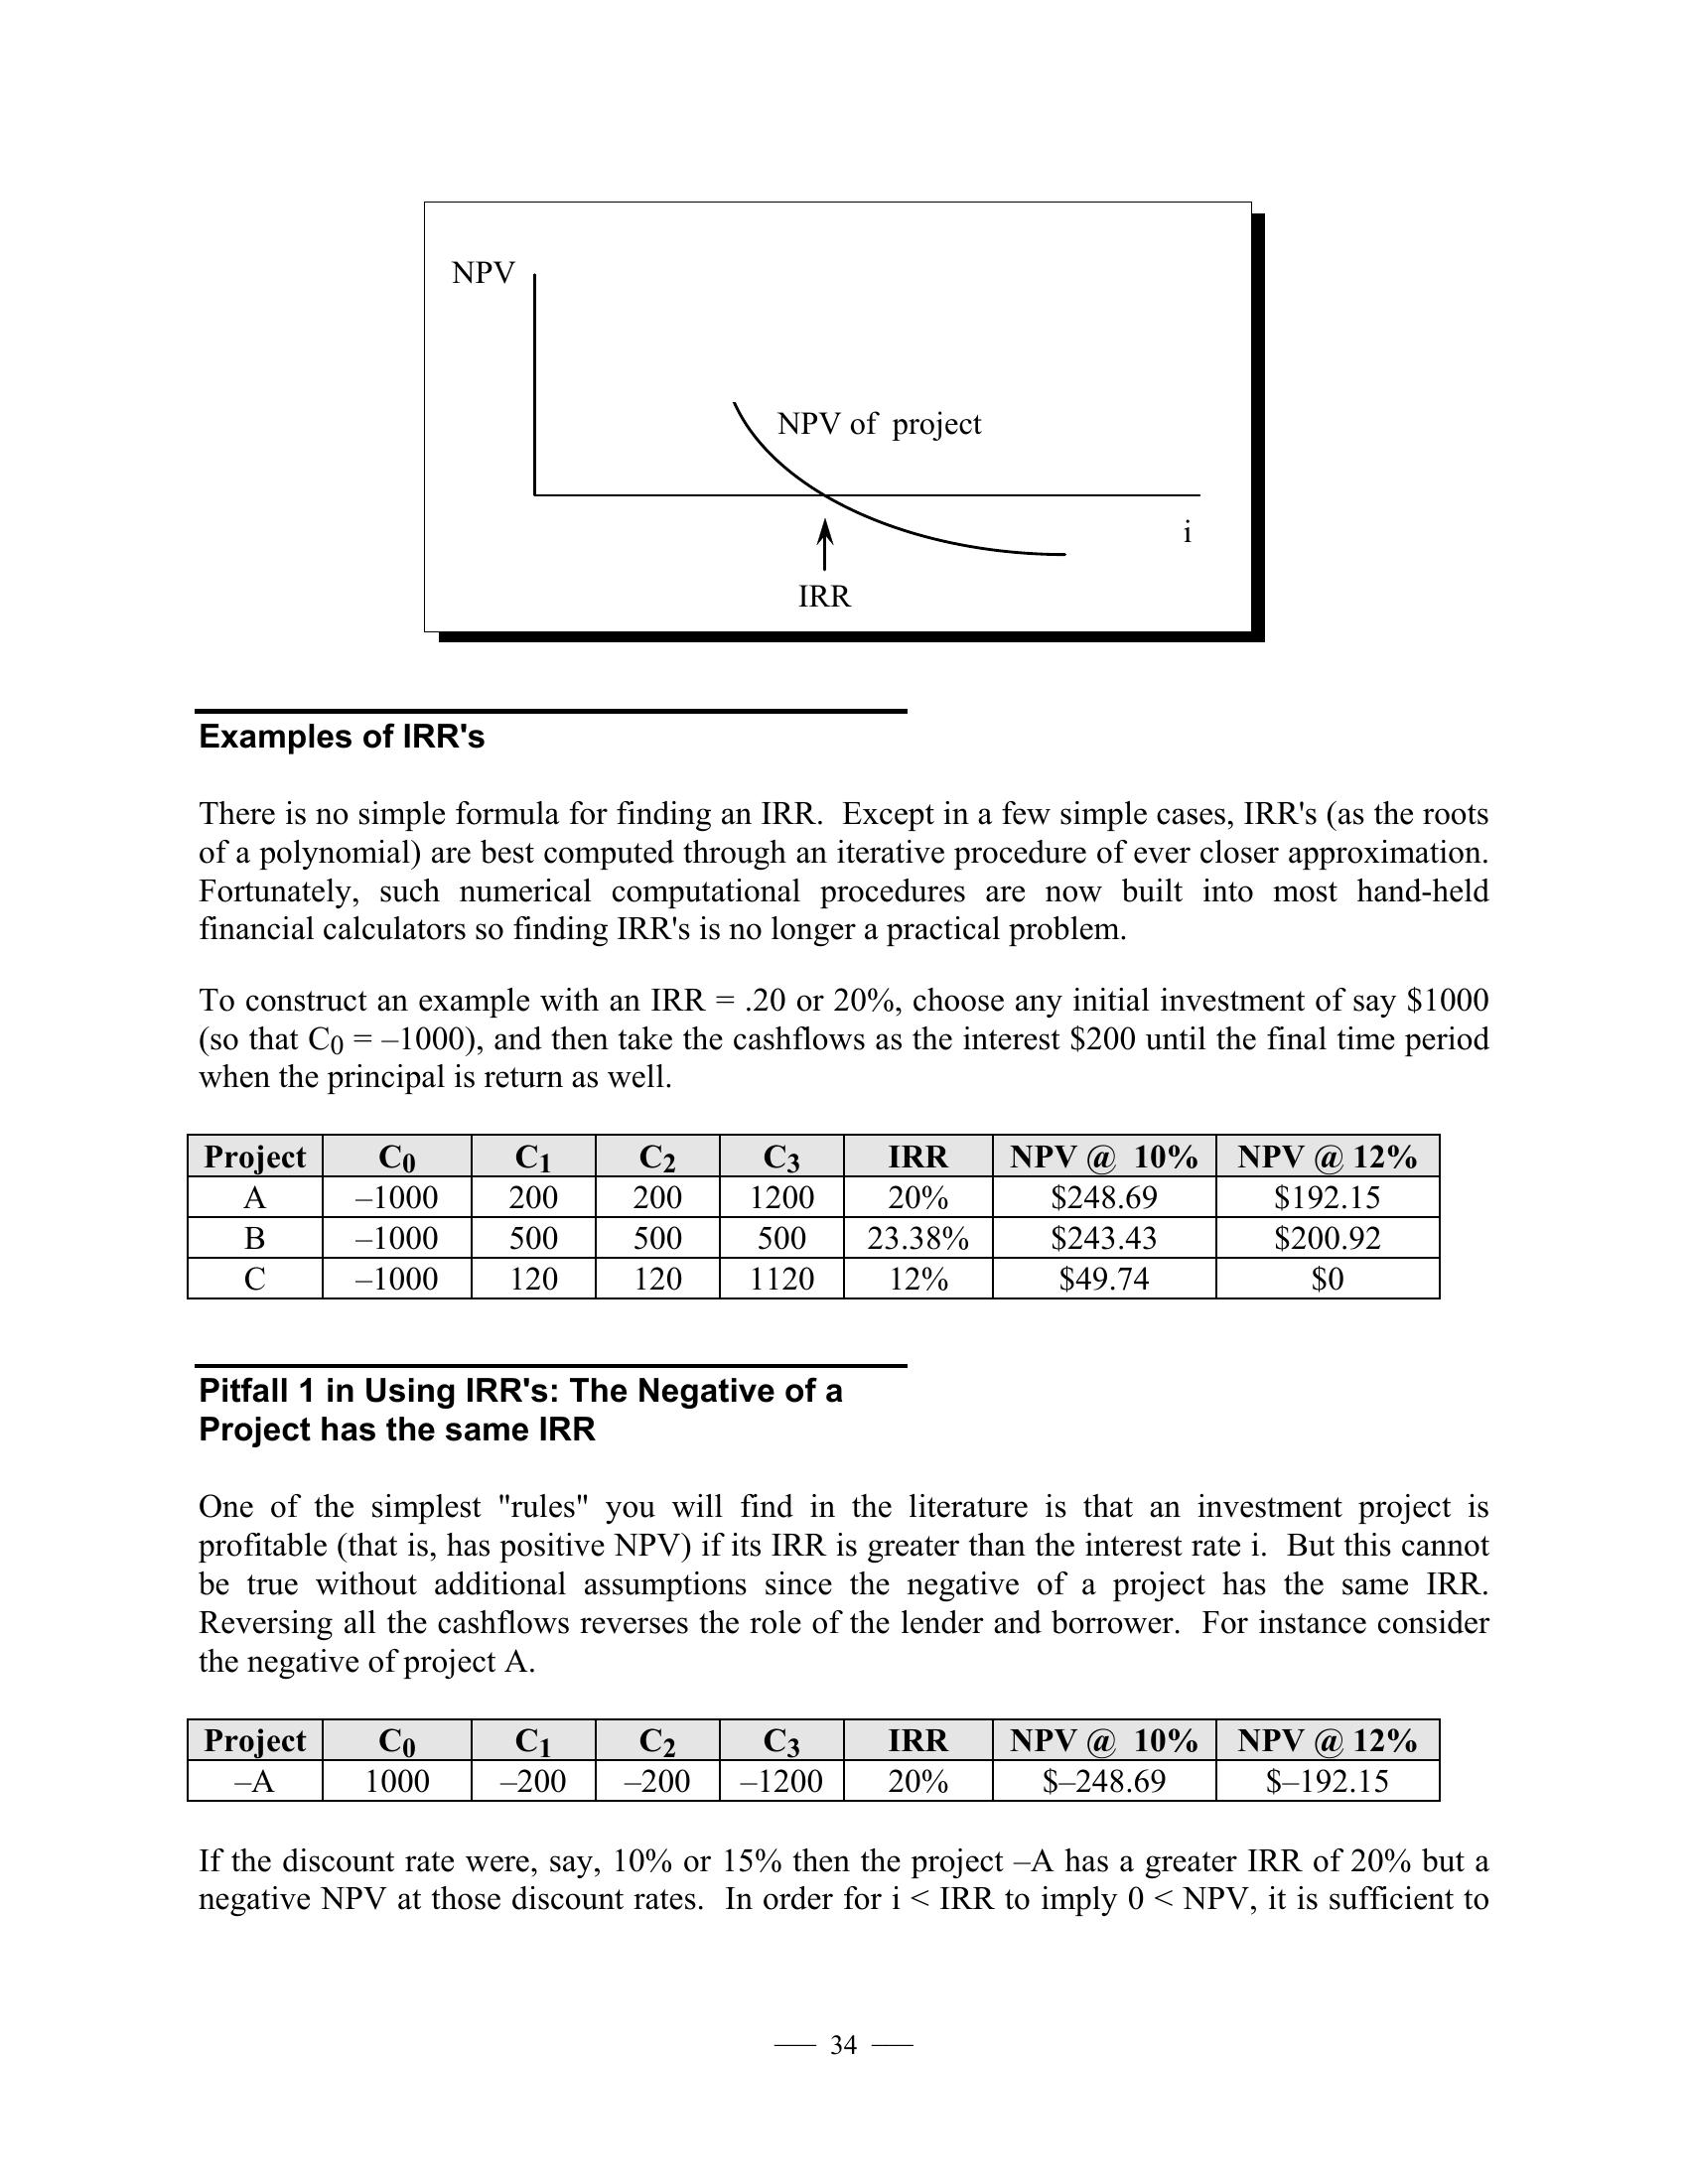 NPV
NPV of  project
i
IRR
Examples of IRR's
There is no simple formula for finding an IRR.  Except in a few simple cases, IRR's (as the roots
of a polynomial) are best computed through an iterative procedure of ever closer approximation.
Fortunately, such numerical computational procedures are now built into most hand-held
financial calculators so finding IRR's is no longer a practical problem.
To construct an example with an IRR = .20 or 20%, choose any initial investment of say $1000
(so that C0 = –1000), and then take the cashflows as the interest $200 until the final time period
when the principal is return as well.
Project C0 C1 C2 C3 IRR NPV @  10% NPV @ 12%
A –1000 200 200 1200 20% $248.69 $192.15
B –1000 500 500 500 23.38% $243.43 $200.92
C –1000 120 120 1120 12% $49.74 $0
Pitfall 1 in Using IRR's: The Negative of a
Project has the same IRR
One of the simplest "rules" you will find in the literature is that an investment project is
profitable (that is, has positive NPV) if its IRR is greater than the interest rate i.  But this cannot
be true without additional assumptions since the negative of a project has the same IRR.
Reversing all the cashflows reverses the role of the lender and borrower.  For instance consider
the negative of project A.
Project C0 C1 C2 C3 IRR NPV @  10% NPV @ 12%
–A 1000 –200 –200 –1200 20% $–248.69 $–192.15
If the discount rate were, say, 10% or 15% then the project –A has a greater IRR of 20% but a
negative NPV at those discount rates.  In order for i < IRR to imply 0 < NPV, it is sufficient to
— 34 —